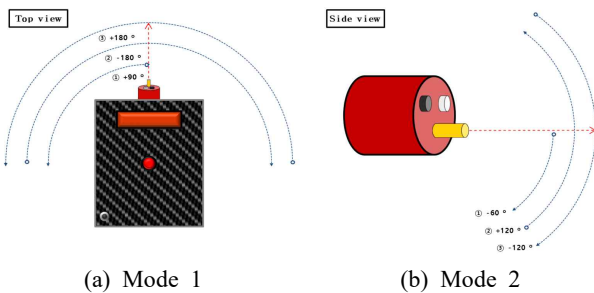 Top view
③ +180 °
② -180 °
① +90 °
Side view
① -60 °
② +120 °
③ -120 °
(a) Mode 1
(b) Mode 2